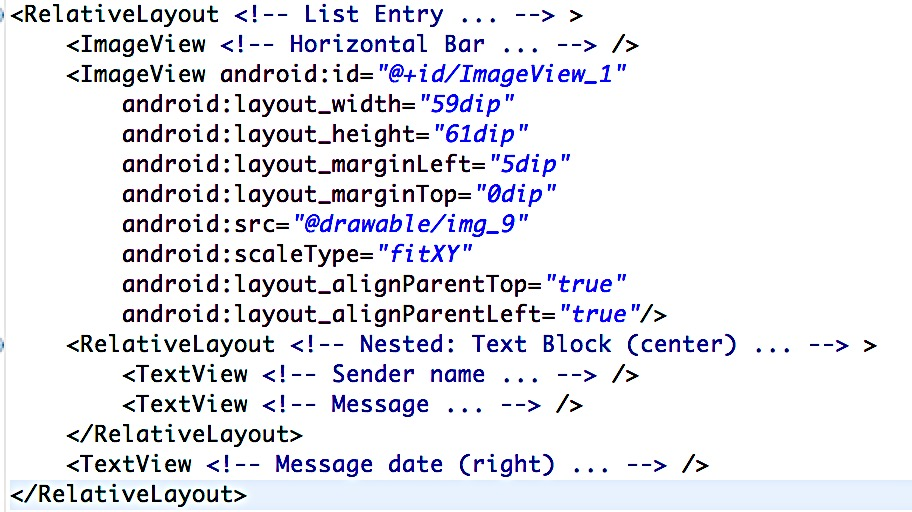 <RelativeLayout <!-- List Entry ... --> >
    <ImageView <!-- Horizontal Bar ... --> />
    <ImageView android:id="@+id/ImageView_1"
        android:layout_width="59dip"
        android:layout_height="61dip"
        android:layout_marginLeft="5dip"
        android:layout_marginTop="0dip"
        android:src="@drawable/img_9"
        android:scaleType="fitXY"
        android:layout_alignParentTop="true"
        android:layout_alignParentLeft="true"/>
    <RelativeLayout <!-- Nested: Text Block (center) ... --> >
        <TextView <!-- Sender name ... --> />
        <TextView <!-- Message ... --> />
    </RelativeLayout>
    <TextView <!-- Message date (right) ... --> />
</RelativeLayout>